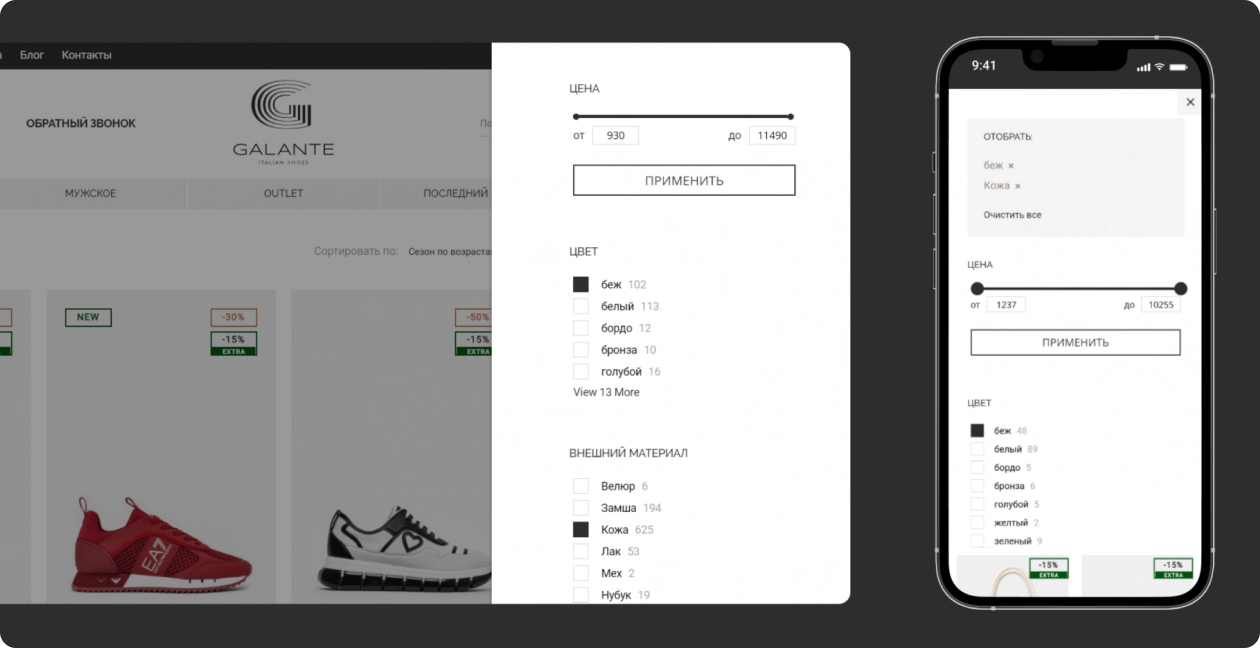 Блог Контакты
ОБРАТНЫЙ ЗВОНОК
GALANTE
ITALIAN SHOES
МУЖСКОЕ OUTLET ПОСЛЕДНИЙ
Сортировать по: Сезон по возраста
NEW -30% -50%
-15% -15%
EXTRA EXTRA
EA7
ЦЕНА
от 930 до 11490
ПРИМЕНИТЬ
ЦВЕТ
беж 102
белый 113
бордо 12
бронза 10
голубой 16
View 13 More
ВНЕШНИЙ МАТЕРИАЛ
Велюр 6
Замша 194
Кожа 625
Лак 53
Мех 2
Нубук 19
9:41
×
ОТОБРАТЬ:
беж ×
Кожа ×
Очистить все
ЦЕНА
от 1237 до 10255
ПРИМЕНИТЬ
ЦВЕТ
беж 48
белый 89
бордо 5
бронза 6
голубой 5
желтый 2
зеленый 9
-15% -15%
EXTRA EXTRA